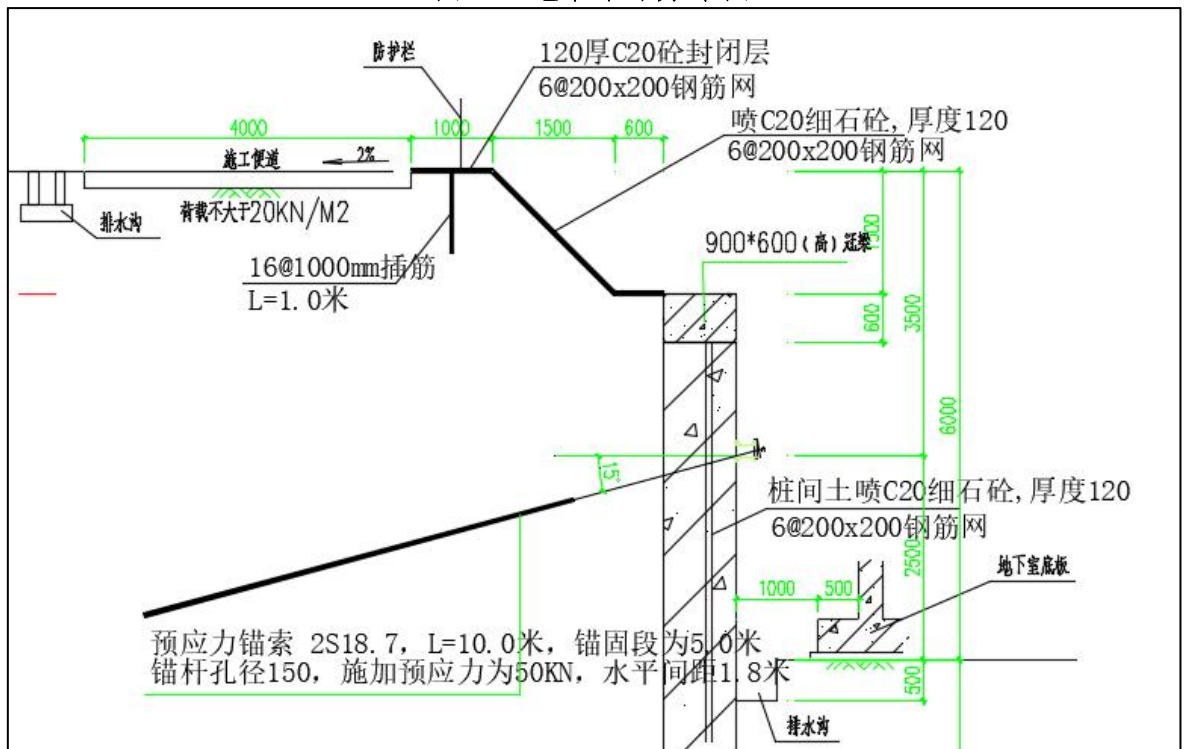 防护栏
120厚C20砼封闭层
6@200x200钢筋网
喷C20细石砼,厚度120
6@200x200钢筋网
4000
1000
1500
600
施工便道
2%
荷载不大于20KN/M2
排水沟
16@1000mm插筋
L=1.0米
900*600(高)冠梁
600
3500
6000
15°
桩间土喷C20细石砼,厚度120
6@200x200钢筋网
2500
1000
500
地下室底板
预应力锚索 2S18.7, L=10.0米, 锚固段为5.0米
锚杆孔径150, 施加预应力为50KN, 水平间距1.8米
500
排水沟